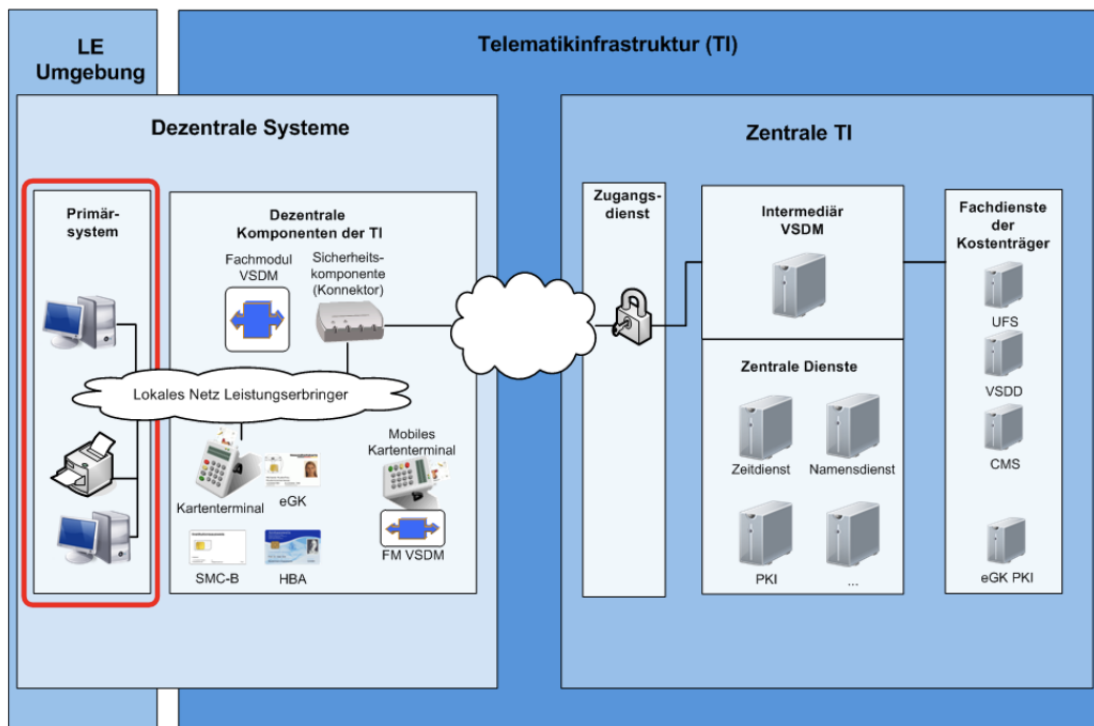 LE
Umgebung
Telematikinfrastruktur (TI)
Dezentrale Systeme
Zentrale TI
Primär-
system
Dezentrale
Komponenten der TI
Fachmodul
VSDM
Sicherheits-
komponente
(Konnektor)
Lokales Netz Leistungserbringer
Kartenterminal
eGK
Mobiles
Kartenterminal
SMC-B
HBA
FM VSDM
Zugangs-
dienst
Intermediär
VSDM
Zentrale Dienste
Zeitdienst
Namensdienst
PKI
...
Fachdienste
der
Kostenträger
UFS
VSDD
CMS
eGK PKI